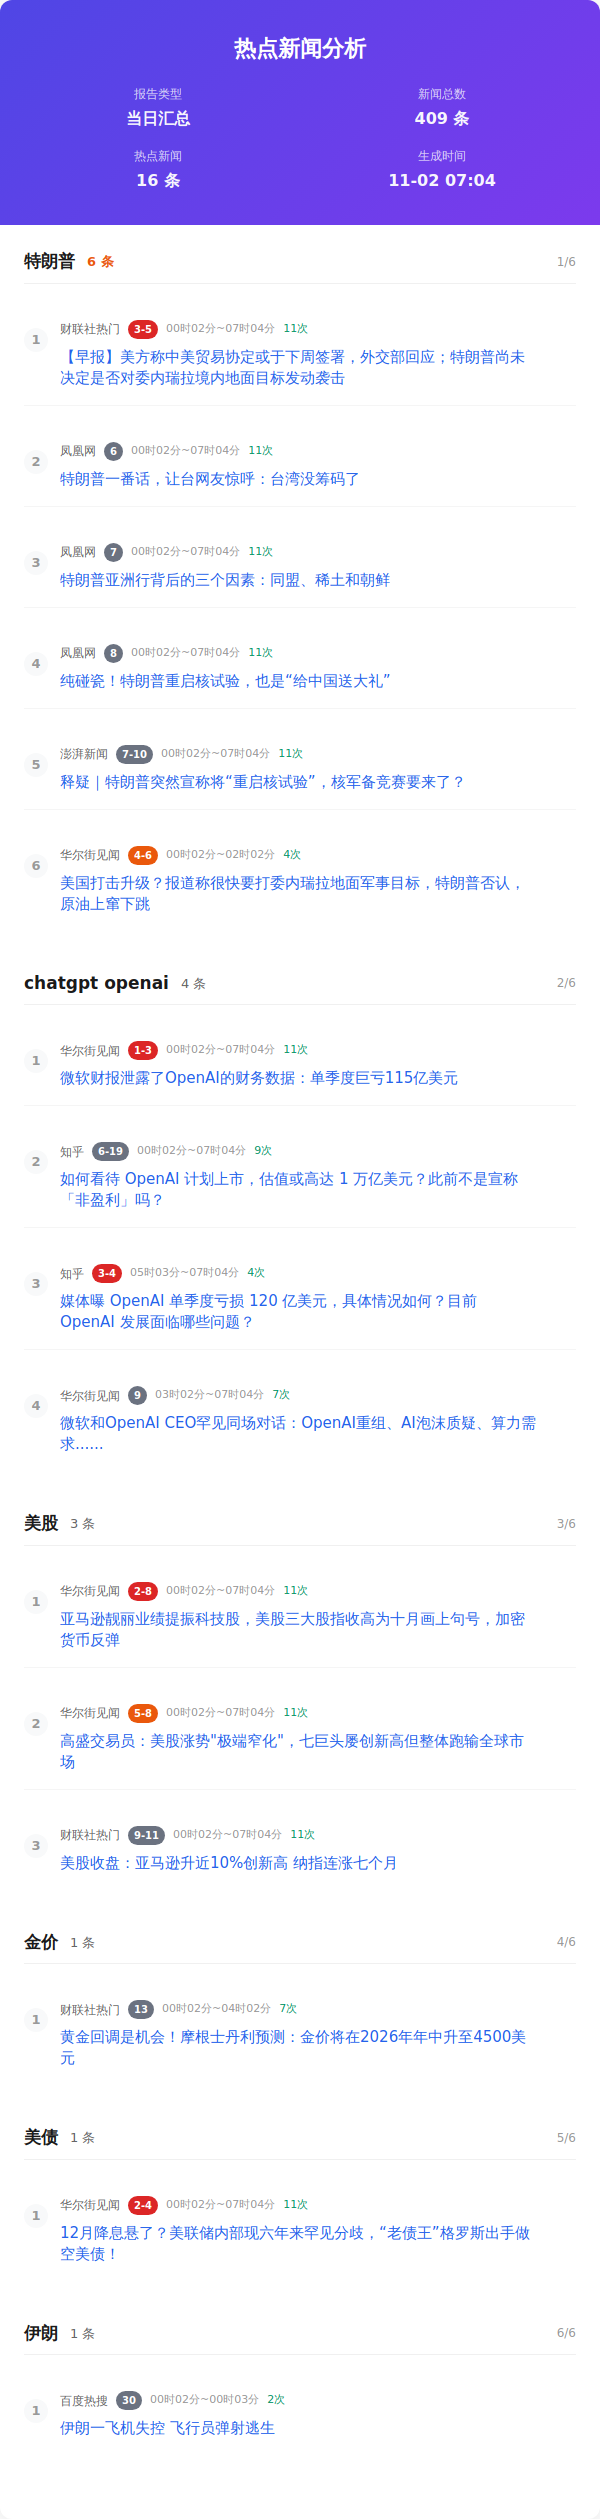 热点新闻分析
报告类型
新闻总数
当日汇总
409 条
热点新闻
生成时间
16 条
11-02 07:04
特朗普 6 条 1/6
1
财联社热门 3-5 00时02分~07时04分 11次
【早报】美方称中美贸易协定或于下周签署，外交部回应；特朗普尚未
决定是否对委内瑞拉境内地面目标发动袭击
2
凤凰网 6 00时02分~07时04分 11次
特朗普一番话，让台网友惊呼：台湾没筹码了
3
凤凰网 7 00时02分~07时04分 11次
特朗普亚洲行背后的三个因素：同盟、稀土和朝鲜
4
凤凰网 8 00时02分~07时04分 11次
纯碰瓷！特朗普重启核试验，也是“给中国送大礼”
5
澎湃新闻 7-10 00时02分~07时04分 11次
释疑｜特朗普突然宣称将“重启核试验”，核军备竞赛要来了？
6
华尔街见闻 4-6 00时02分~02时02分 4次
美国打击升级？报道称很快要打委内瑞拉地面军事目标，特朗普否认，
原油上窜下跳
chatgpt openai 4 条 2/6
1
华尔街见闻 1-3 00时02分~07时04分 11次
微软财报泄露了OpenAI的财务数据：单季度巨亏115亿美元
2
知乎 6-19 00时02分~07时04分 9次
如何看待 OpenAI 计划上市，估值或高达 1 万亿美元？此前不是宣称
「非盈利」吗？
3
知乎 3-4 05时03分~07时04分 4次
媒体曝 OpenAI 单季度亏损 120 亿美元，具体情况如何？目前
OpenAI 发展面临哪些问题？
4
华尔街见闻 9 03时02分~07时04分 7次
微软和OpenAI CEO罕见同场对话：OpenAI重组、AI泡沫质疑、算力需
求……
美股 3 条 3/6
1
华尔街见闻 2-8 00时02分~07时04分 11次
亚马逊靓丽业绩提振科技股，美股三大股指收高为十月画上句号，加密
货币反弹
2
华尔街见闻 5-8 00时02分~07时04分 11次
高盛交易员：美股涨势"极端窄化"，七巨头屡创新高但整体跑输全球市
场
3
财联社热门 9-11 00时02分~07时04分 11次
美股收盘：亚马逊升近10%创新高 纳指连涨七个月
金价 1 条 4/6
1
财联社热门 13 00时02分~04时02分 7次
黄金回调是机会！摩根士丹利预测：金价将在2026年年中升至4500美
元
美债 1 条 5/6
1
华尔街见闻 2-4 00时02分~07时04分 11次
12月降息悬了？美联储内部现六年来罕见分歧，“老债王”格罗斯出手做
空美债！
伊朗 1 条 6/6
1
百度热搜 30 00时02分~00时03分 2次
伊朗一飞机失控 飞行员弹射逃生